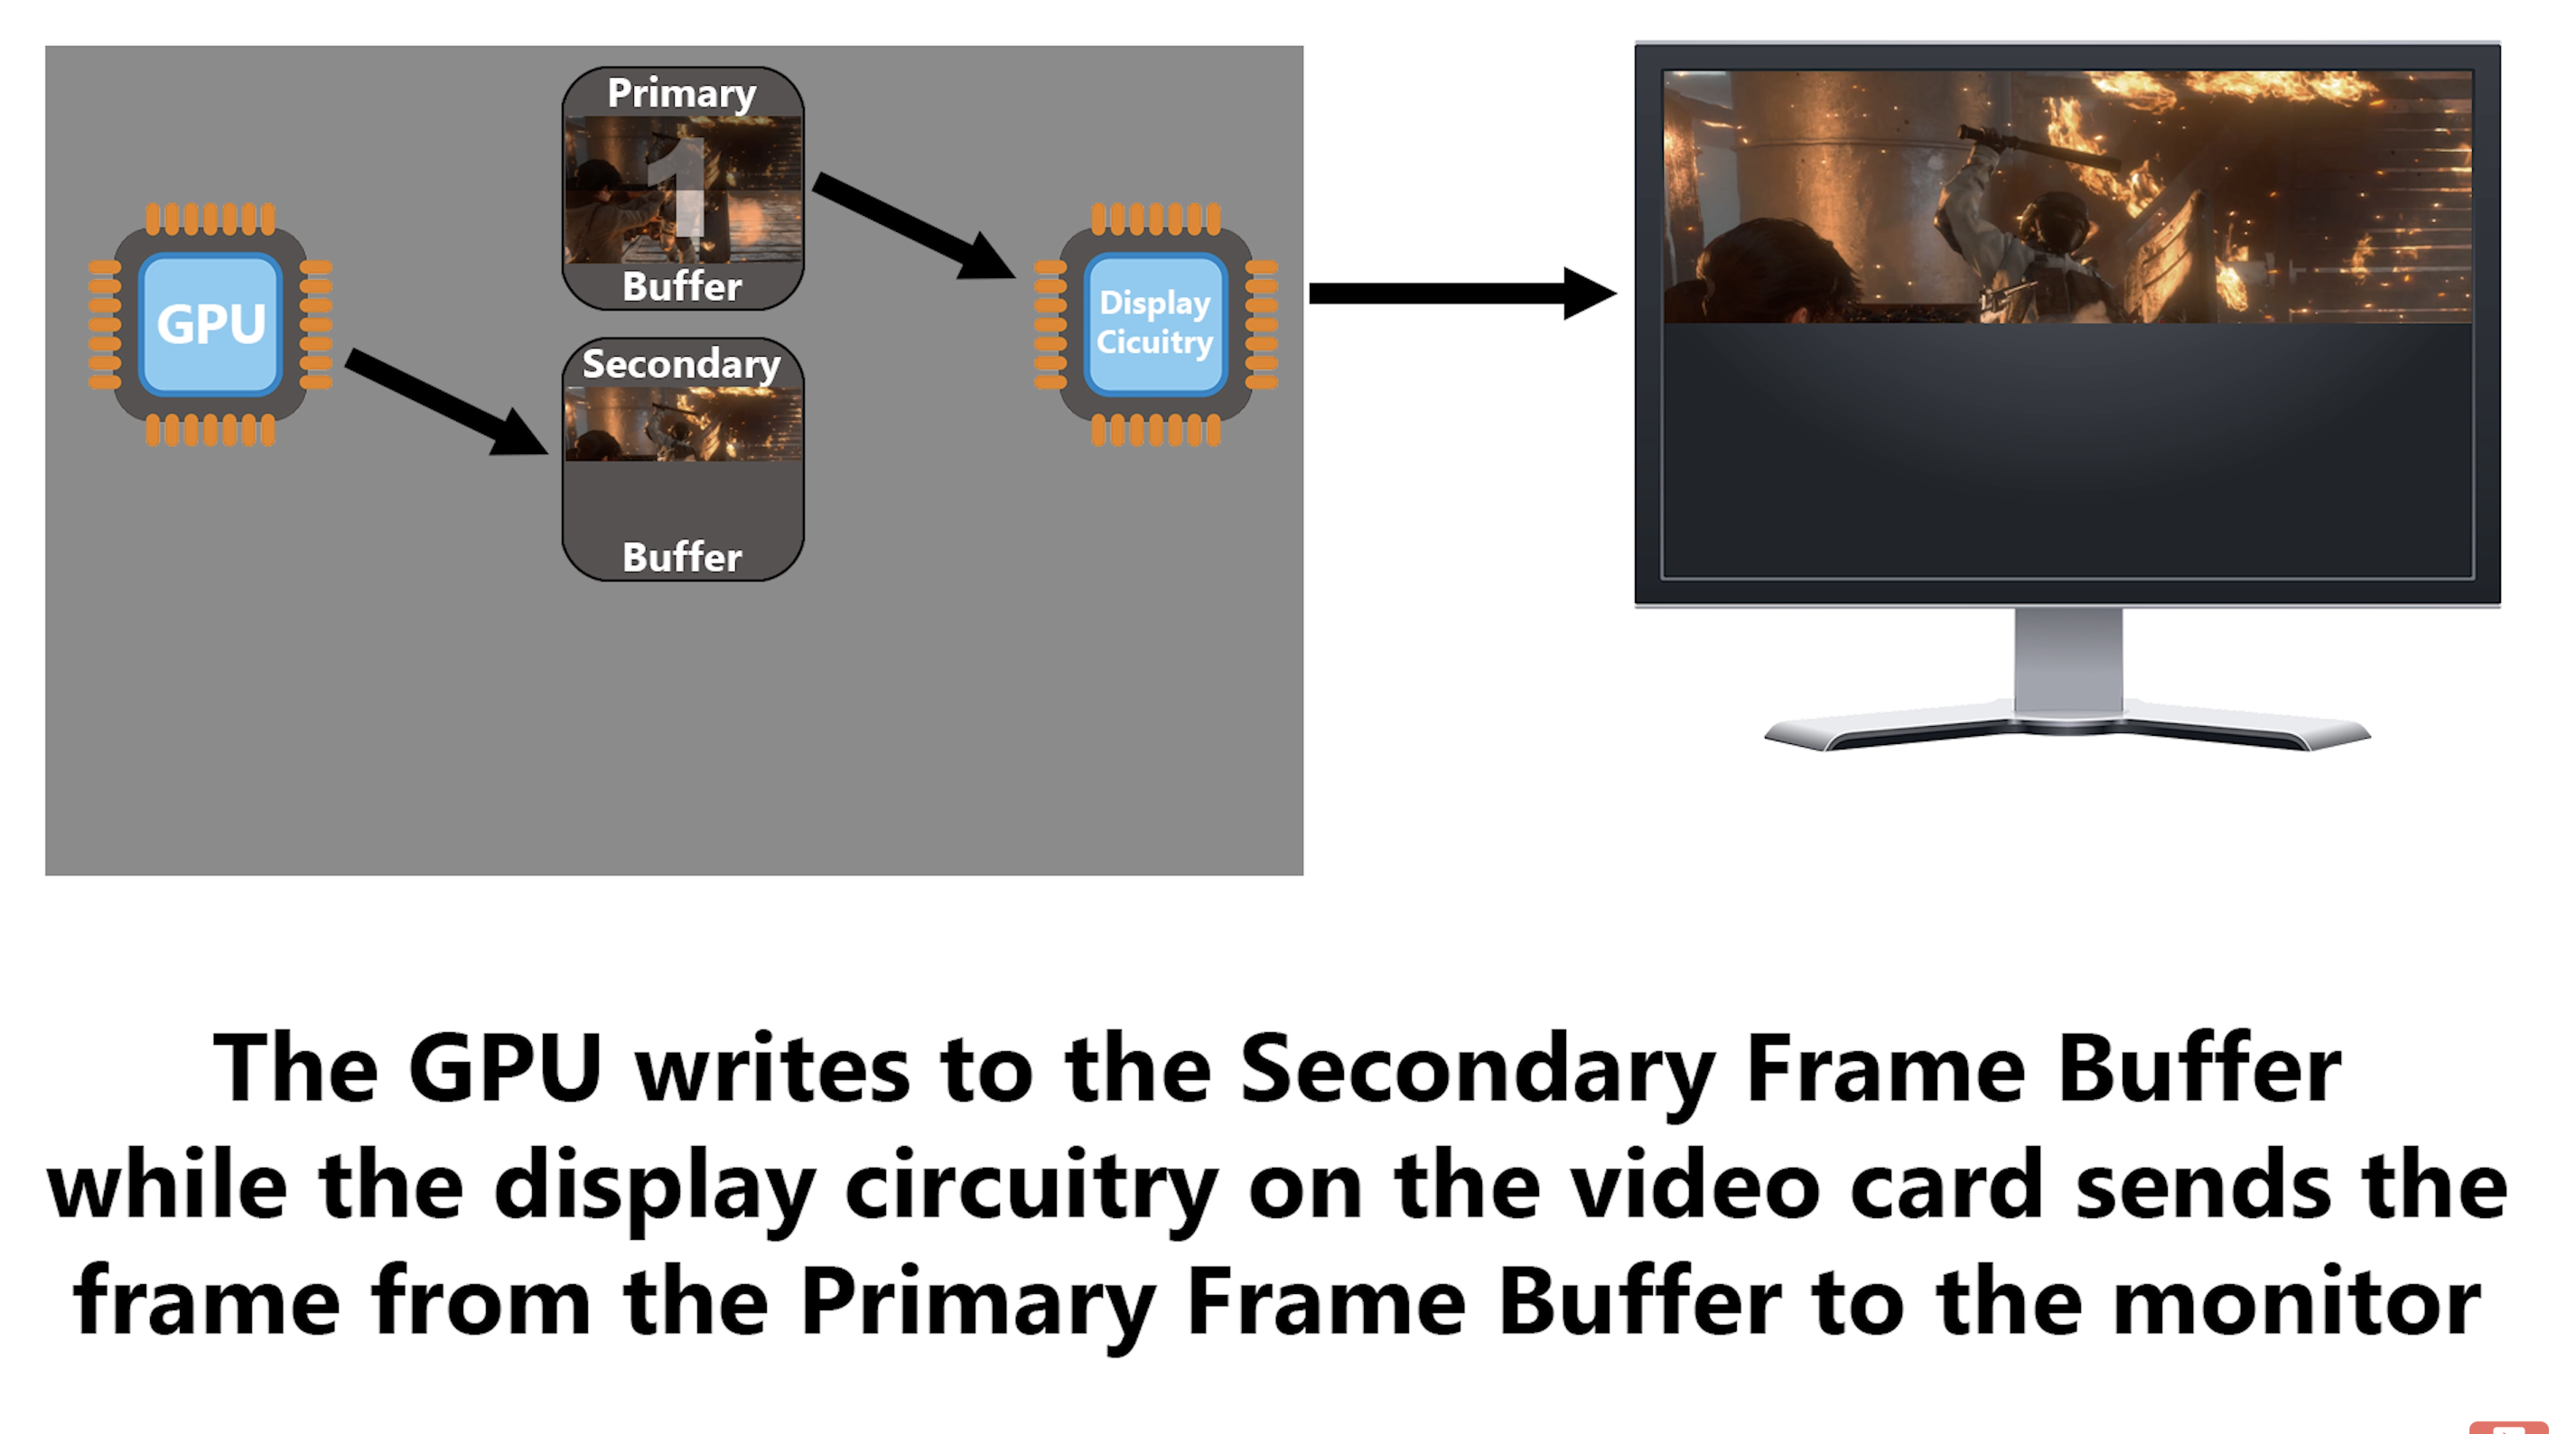 Primary
1
Buffer
GPU
Display
Cicuitry
Secondary
Buffer
The GPU writes to the Secondary Frame Buffer
while the display circuitry on the video card sends the
frame from the Primary Frame Buffer to the monitor